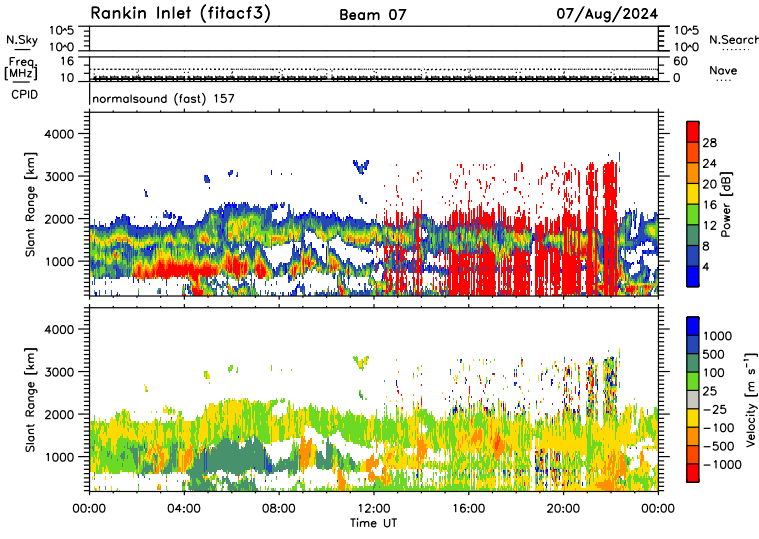 Rankin Inlet (fitacf3) Beam 07 07/Aug/2024
N.Sky 10^5 10^0 10^5 10^0 N.Search
Freq. [MHz] 16 10 60 0 Nave
CPID normalsound (fast) 157
Slant Range [km] 4000 3000 2000 1000
28 24 20 16 12 8 4 Power [dB]
Slant Range [km] 4000 3000 2000 1000
1000 500 100 25 −25 −100 −500 −1000 Velocity [m s⁻¹]
00:00 04:00 08:00 12:00 16:00 20:00 00:00
Time UT